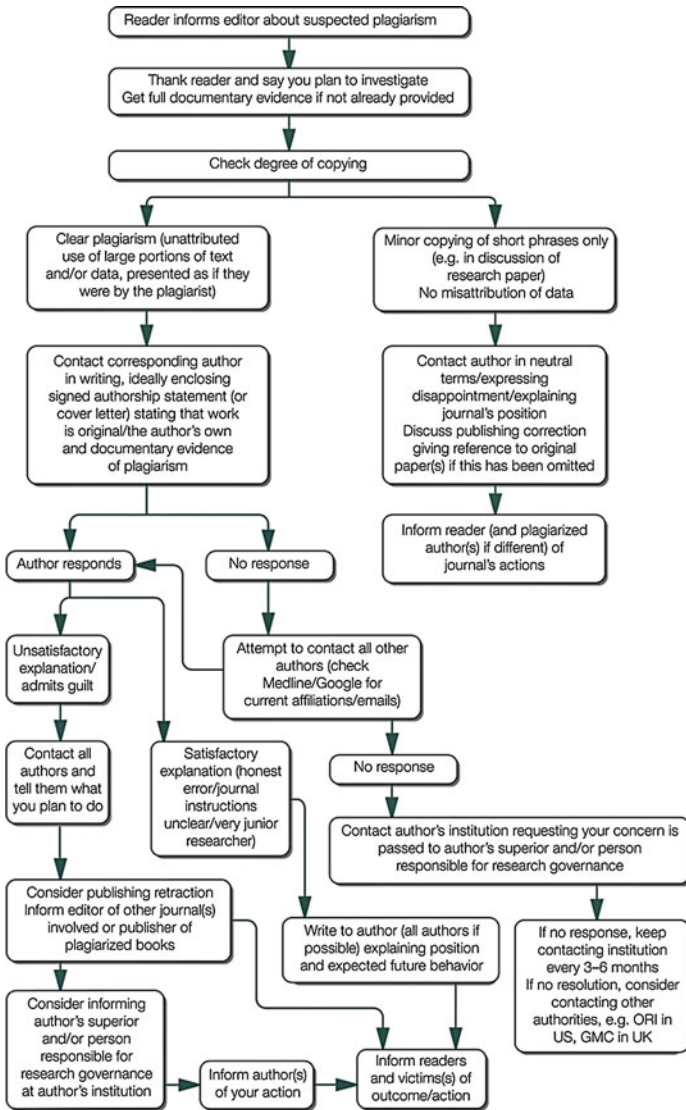 Reader informs editor about suspected plagiarism
Thank reader and say you plan to investigate
Get full documentary evidence if not already provided
Check degree of copying
Clear plagiarism (unattributed
use of large portions of text
and/or data, presented as if they
were by the plagiarist)
Minor copying of short phrases only
(e.g. in discussion of
research paper)
No misattribution of data
Contact corresponding author
in writing, ideally enclosing
signed authorship statement (or
cover letter) stating that work
is original/the author's own
and documentary evidence
of plagiarism
Contact author in neutral
terms/expressing
disappointment/explaining
journal's position
Discuss publishing correction
giving reference to original
paper(s) if this has been omitted
Inform reader (and plagiarized
author(s) if different) of
journal's actions
Author responds
No response
Attempt to contact all other
authors (check
Medline/Google for
current affiliations/emails)
Unsatisfactory
explanation/
admits guilt
Contact all
authors and
tell them what
you plan to do
Satisfactory
explanation (honest
error/journal
instructions
unclear/very junior
researcher)
No response
Contact author's institution requesting your concern is
passed to author's superior and/or person
responsible for research governance
Consider publishing retraction
Inform editor of other journal(s)
involved or publisher of
plagiarized books
Write to author (all authors if
possible) explaining position
and expected future behavior
If no response, keep
contacting institution
every 3–6 months
If no resolution, consider
contacting other
authorities, e.g. ORI in
US, GMC in UK
Consider informing
author's superior
and/or person
responsible for
research governance
at author's institution
Inform author(s)
of your action
Inform readers
and victims(s) of
outcome/action